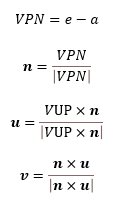 VPN = e − a
n = VPN / |VPN|
u = VUP × n / |VUP × n|
v = n × u / |n × u|